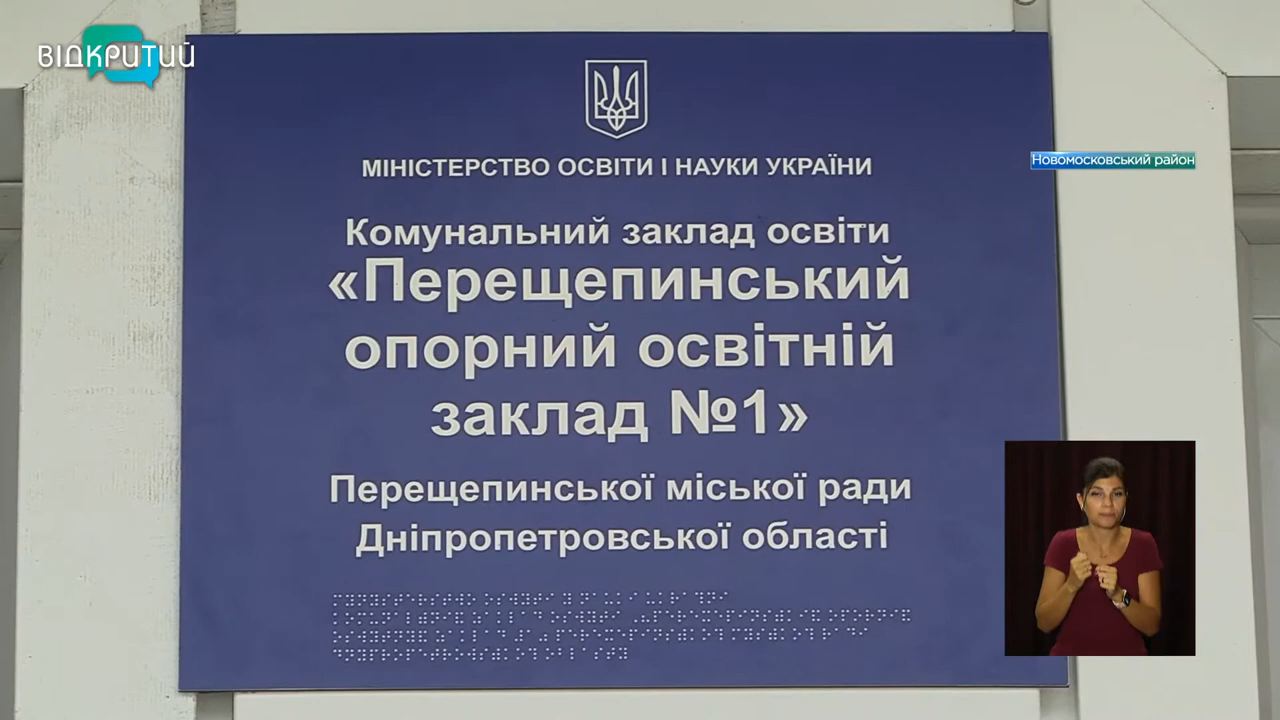 ВІДКРИТИЙ
Новомосковський район
МІНІСТЕРСТВО ОСВІТИ І НАУКИ УКРАЇНИ
Комунальний заклад освіти
«Перещепинський
опорний освітній
заклад №1»
Перещепинської міської ради
Дніпропетровської області